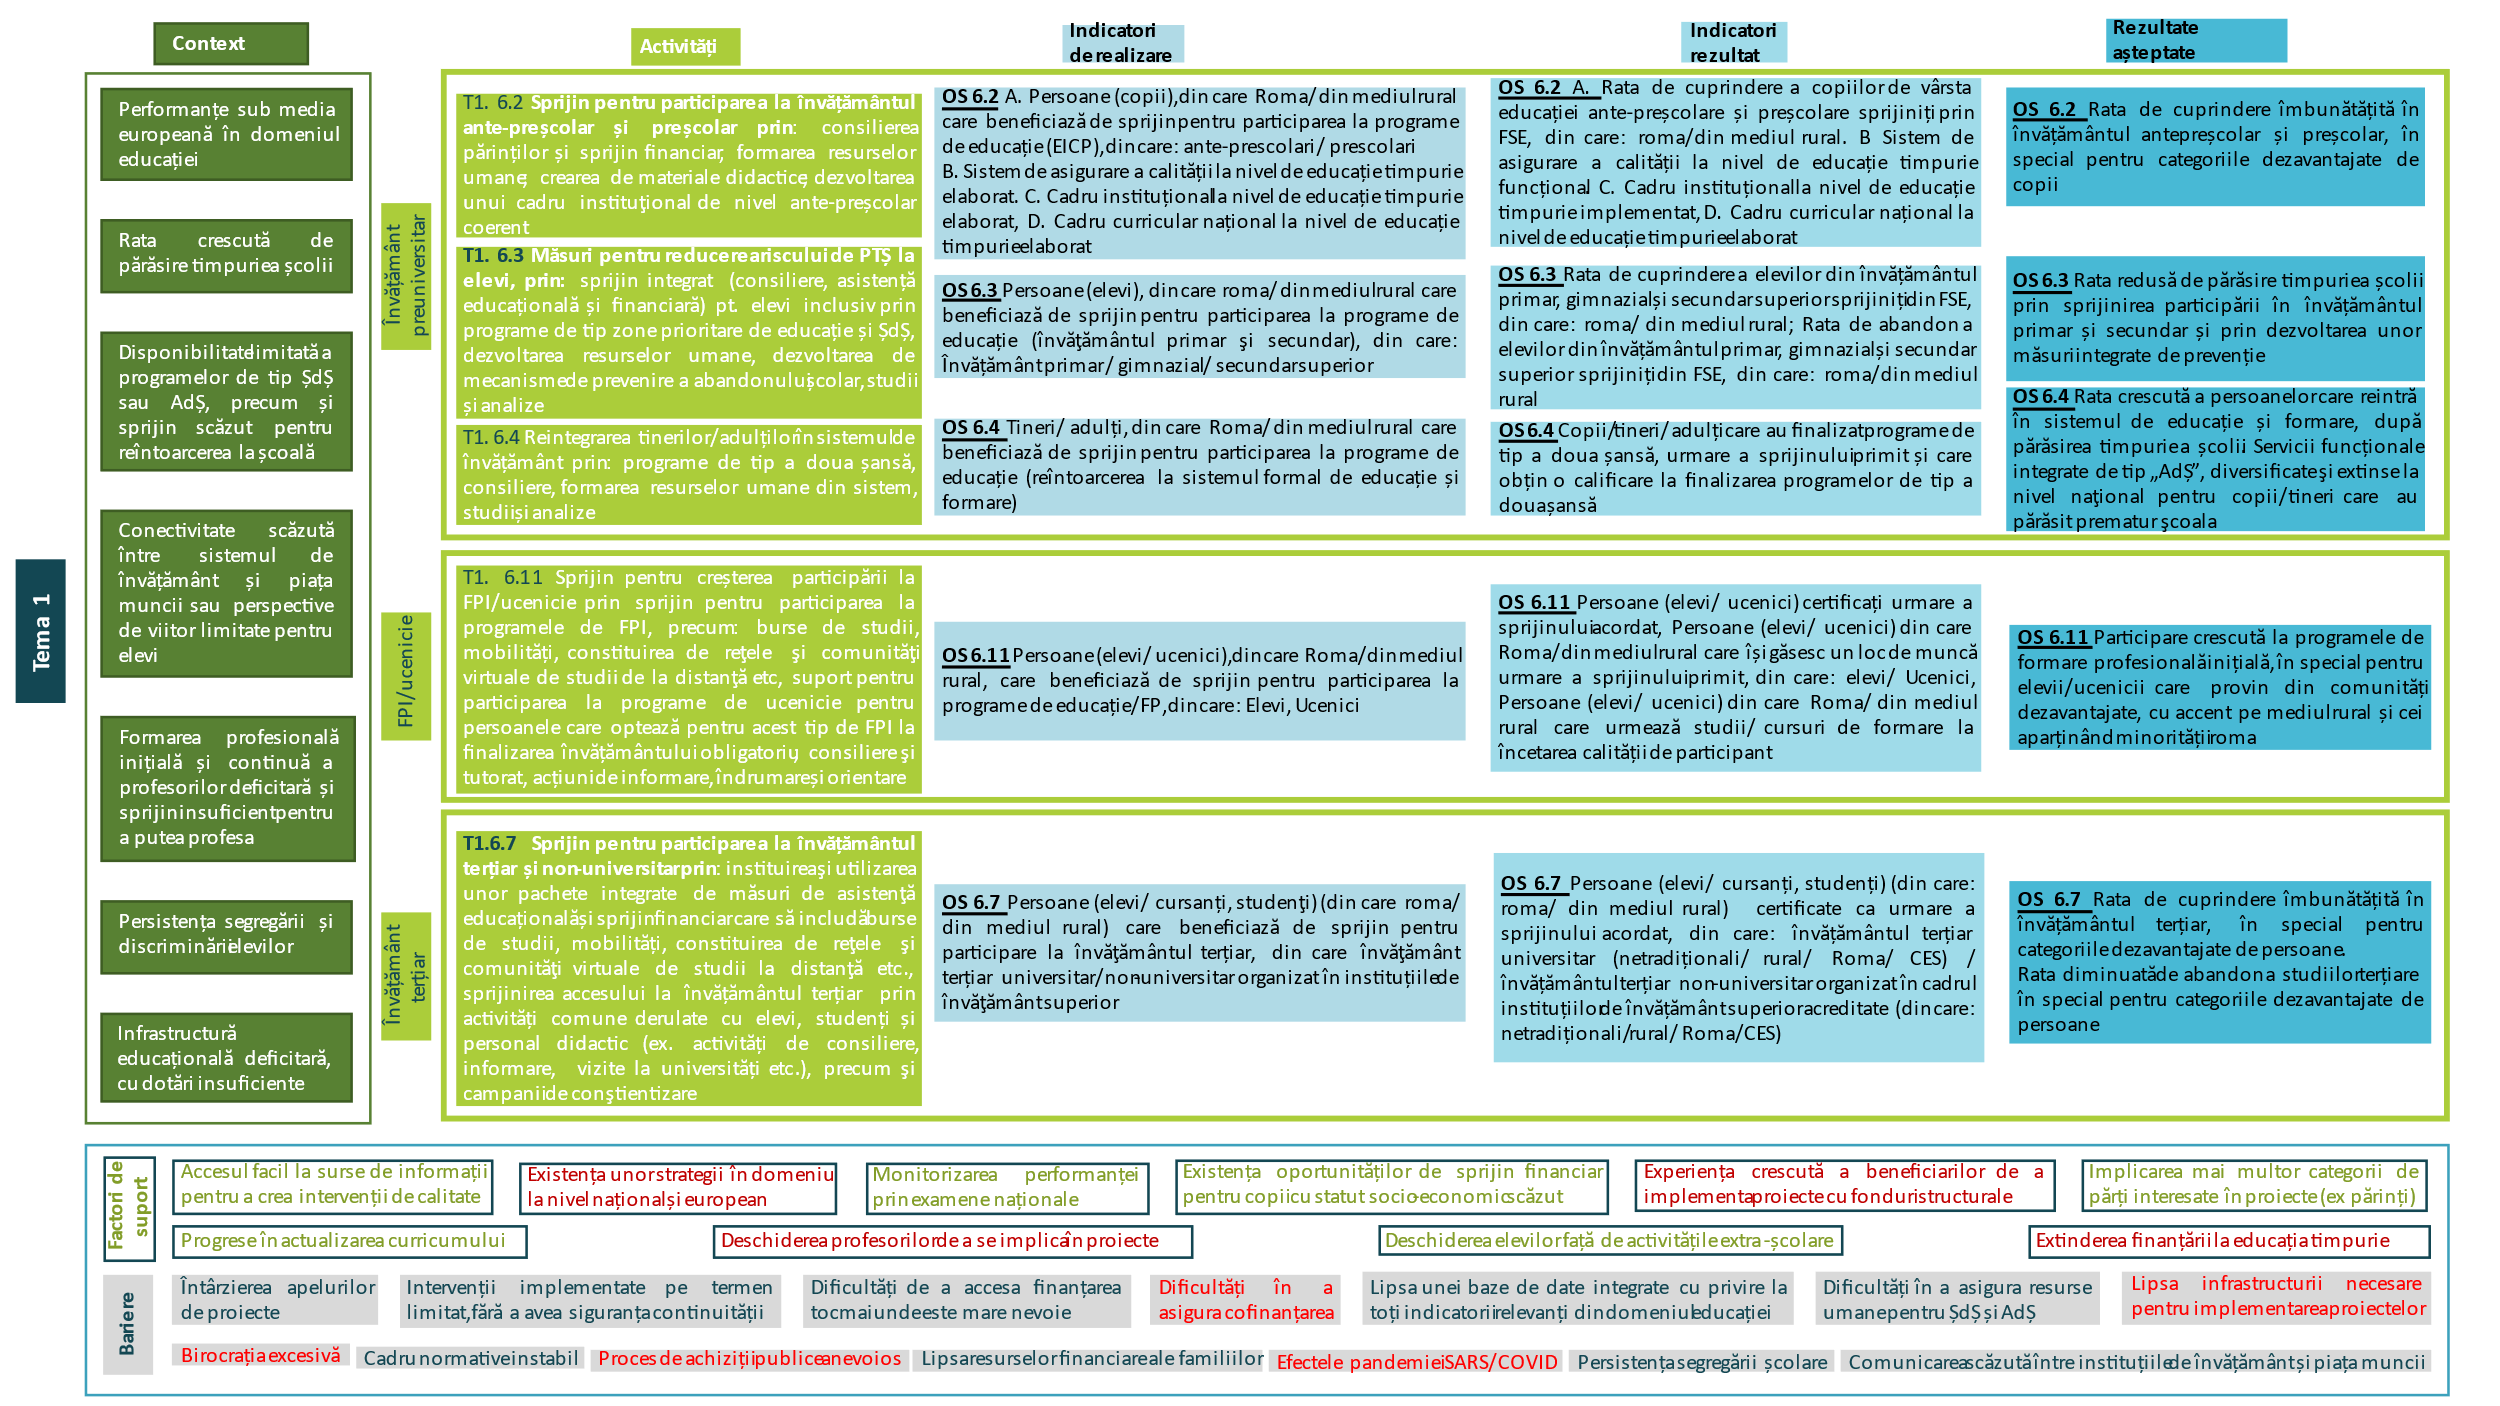 Context
Activități
Indicatori
de realizare
Indicatori
rezultat
Rezultate
așteptate
Tema 1
Performanțe sub media
europeană în domeniul
educației
Rata crescută de
părăsire timpurie a școlii
Disponibilitate limitată a
programelor de tip ȘdȘ
sau AdȘ, precum și
sprijin scăzut pentru
reîntoarcerea la școală
Conectivitate scăzută
între sistemul de
învățământ și piața
muncii sau perspective
de viitor limitate pentru
elevi
Formarea profesională
inițială și continuă a
profesorilor deficitară și
sprijin insuficient pentru
a putea profesa
Persistența segregării și
discriminării elevilor
Infrastructură
educațională deficitară,
cu dotări insuficiente
Învățământ
preuniversitar
T1. 6.2 Sprijin pentru participarea la învățământul
ante-preșcolar și preșcolar prin: consilierea
părinților și sprijin financiar, formarea resurselor
umane, crearea de materiale didactice, dezvoltarea
unui cadru instituţional de nivel ante-preșcolar
coerent
T1. 6.3 Măsuri pentru reducerea riscului de PTȘ la
elevi, prin: sprijin integrat (consiliere, asistență
educațională și financiară) pt. elevi inclusiv prin
programe de tip zone prioritare de educație și ȘdȘ,
dezvoltarea resurselor umane, dezvoltarea de
mecanisme de prevenire a abandonului școlar, studii
și analize
T1. 6.4 Reintegrarea tinerilor/adulților în sistemul de
învățământ prin: programe de tip a doua șansă,
consiliere, formarea resurselor umane din sistem,
studii și analize
OS 6.2 A. Persoane (copii), din care Roma/ din mediul rural
care beneficiază de sprijin pentru participarea la programe
de educație (EICP), din care: ante-prescolari / prescolari
B. Sistem de asigurare a calității la nivel de educație timpurie
elaborat. C. Cadru instituțional la nivel de educație timpurie
elaborat, D. Cadru curricular național la nivel de educație
timpurie elaborat
OS 6.3 Persoane (elevi), din care roma/ din mediul rural care
beneficiază de sprijin pentru participarea la programe de
educație (învățământul primar şi secundar), din care:
Învățământ primar/ gimnazial/ secundar superior
OS 6.4 Tineri/ adulți, din care Roma/ din mediul rural care
beneficiază de sprijin pentru participarea la programe de
educație (reîntoarcerea la sistemul formal de educație și
formare)
OS 6.2 A. Rata de cuprindere a copiilor de vârsta
educației ante-preșcolare și preșcolare sprijiniți prin
FSE, din care: roma/din mediul rural. B Sistem de
asigurare a calității la nivel de educație timpurie
funcțional. C. Cadru instituțional la nivel de educație
timpurie implementat, D. Cadru curricular național la
nivel de educație timpurie elaborat
OS 6.3 Rata de cuprindere a elevilor din învățământul
primar, gimnazial și secundar superior sprijiniți din FSE,
din care: roma/ din mediul rural; Rata de abandon a
elevilor din învățământul primar, gimnazial și secundar
superior sprijiniți din FSE, din care: roma/din mediul
rural
OS 6.4 Copii/tineri/ adulți care au finalizat programe de
tip a doua șansă, urmare a sprijinului primit și care
obțin o calificare la finalizarea programelor de tip a
doua șansă
OS 6.2 Rata de cuprindere îmbunătățită în
învățământul antepreșcolar și preșcolar, în
special pentru categoriile dezavantajate de
copii
OS 6.3 Rata redusă de părăsire timpurie a școlii
prin sprijinirea participării în învățământul
primar și secundar și prin dezvoltarea unor
măsuri integrate de prevenție
OS 6.4 Rata crescută a persoanelor care reintră
în sistemul de educație și formare, după
părăsirea timpurie a școlii. Servicii funcționale
integrate de tip „AdȘ”, diversificate şi extinse la
nivel naţional pentru copii/tineri care au
părăsit prematur şcoala
FPI/ucenicie
T1. 6.11 Sprijin pentru creșterea participării la
FPI/ucenicie prin sprijin pentru participarea la
programele de FPI, precum: burse de studii,
mobilități, constituirea de reţele şi comunităţi
virtuale de studii de la distanţă etc, suport pentru
participarea la programe de ucenicie pentru
persoanele care optează pentru acest tip de FPI la
finalizarea învățământului obligatoriu, consiliere şi
tutorat, acțiuni de informare, îndrumare și orientare
OS 6.11 Persoane (elevi/ ucenici), din care Roma/ din mediul
rural, care beneficiază de sprijin pentru participarea la
programe de educație/FP, din care: Elevi, Ucenici
OS 6.11 Persoane (elevi/ ucenici) certificați urmare a
sprijinului acordat, Persoane (elevi/ ucenici) din care
Roma/ din mediul rural care își găsesc un loc de muncă
urmare a sprijinului primit, din care: elevi/ Ucenici,
Persoane (elevi/ ucenici) din care Roma/ din mediul
rural care urmează studii/ cursuri de formare la
încetarea calității de participant
OS 6.11 Participare crescută la programele de
formare profesională inițială, în special pentru
elevii/ucenicii care provin din comunități
dezavantajate, cu accent pe mediul rural și cei
aparținând minorității roma
Învățământ
terțiar
T1.6.7 Sprijin pentru participarea la învățământul
terțiar și non-universitar prin: instituirea şi utilizarea
unor pachete integrate de măsuri de asistență
educațională și sprijin financiar care să includă burse
de studii, mobilități, constituirea de reţele şi
comunităţi virtuale de studii la distanţă etc.,
sprijinirea accesului la învățământul terțiar prin
activități comune derulate cu elevi, studenți și
personal didactic (ex. activități de consiliere,
informare, vizite la universități etc.), precum şi
campanii de conştientizare
OS 6.7 Persoane (elevi/ cursanți, studenţi) (din care roma/
din mediul rural) care beneficiază de sprijin pentru
participare la învăţământul terțiar, din care învățământ
terțiar universitar/non-universitar organizat în instituțiile de
învăţământ superior
OS 6.7 Persoane (elevi/ cursanți, studenți) (din care:
roma/ din mediul rural) certificate ca urmare a
sprijinului acordat, din care: învățământul terțiar
universitar (netradiționali/ rural/ Roma/ CES) /
învățământul terțiar non-universitar organizat în cadrul
instituțiilor de învățământ superior acreditate (din care:
netradiționali/rural/ Roma/CES)
OS 6.7 Rata de cuprindere îmbunătățită în
învățământul terțiar, în special pentru
categoriile dezavantajate de persoane.
Rata diminuată de abandon a studiilor terțiare
în special pentru categoriile dezavantajate de
persoane
Factori de
suport
Accesul facil la surse de informații
pentru a crea intervenții de calitate
Existența unor strategii în domeniu
la nivel național și european
Monitorizarea performanței
prin examene naționale
Existența oportunităților de sprijin financiar
pentru copii cu statut socio-economic scăzut
Experiența crescută a beneficiarilor de a
implementa proiecte cu fonduri structurale
Implicarea mai multor categorii de
părți interesate în proiecte (ex părinți)
Progrese în actualizarea curricumului
Deschiderea profesorilor de a se implica în proiecte
Deschiderea elevilor față de activitățile extra-școlare
Extinderea finanțării la educația timpurie
Bariere
Întârzierea apelurilor
de proiecte
Intervenții implementate pe termen
limitat, fără a avea siguranța continuității
Dificultăți de a accesa finanțarea
tocmai unde este mare nevoie
Dificultăți în a
asigura cofinanțarea
Lipsa unei baze de date integrate cu privire la
toți indicatorii relevanți din domeniul educației
Dificultăți în a asigura resurse
umane pentru ȘdȘ și AdȘ
Lipsa infrastructurii necesare
pentru implementarea proiectelor
Birocrația excesivă
Cadru normative instabil
Proces de achiziții publice anevoios
Lipsa resurselor financiare ale familiilor
Efectele pandemiei SARS/COVID
Persistența segregării școlare
Comunicarea scăzută între instituțiile de învățământ și piața muncii